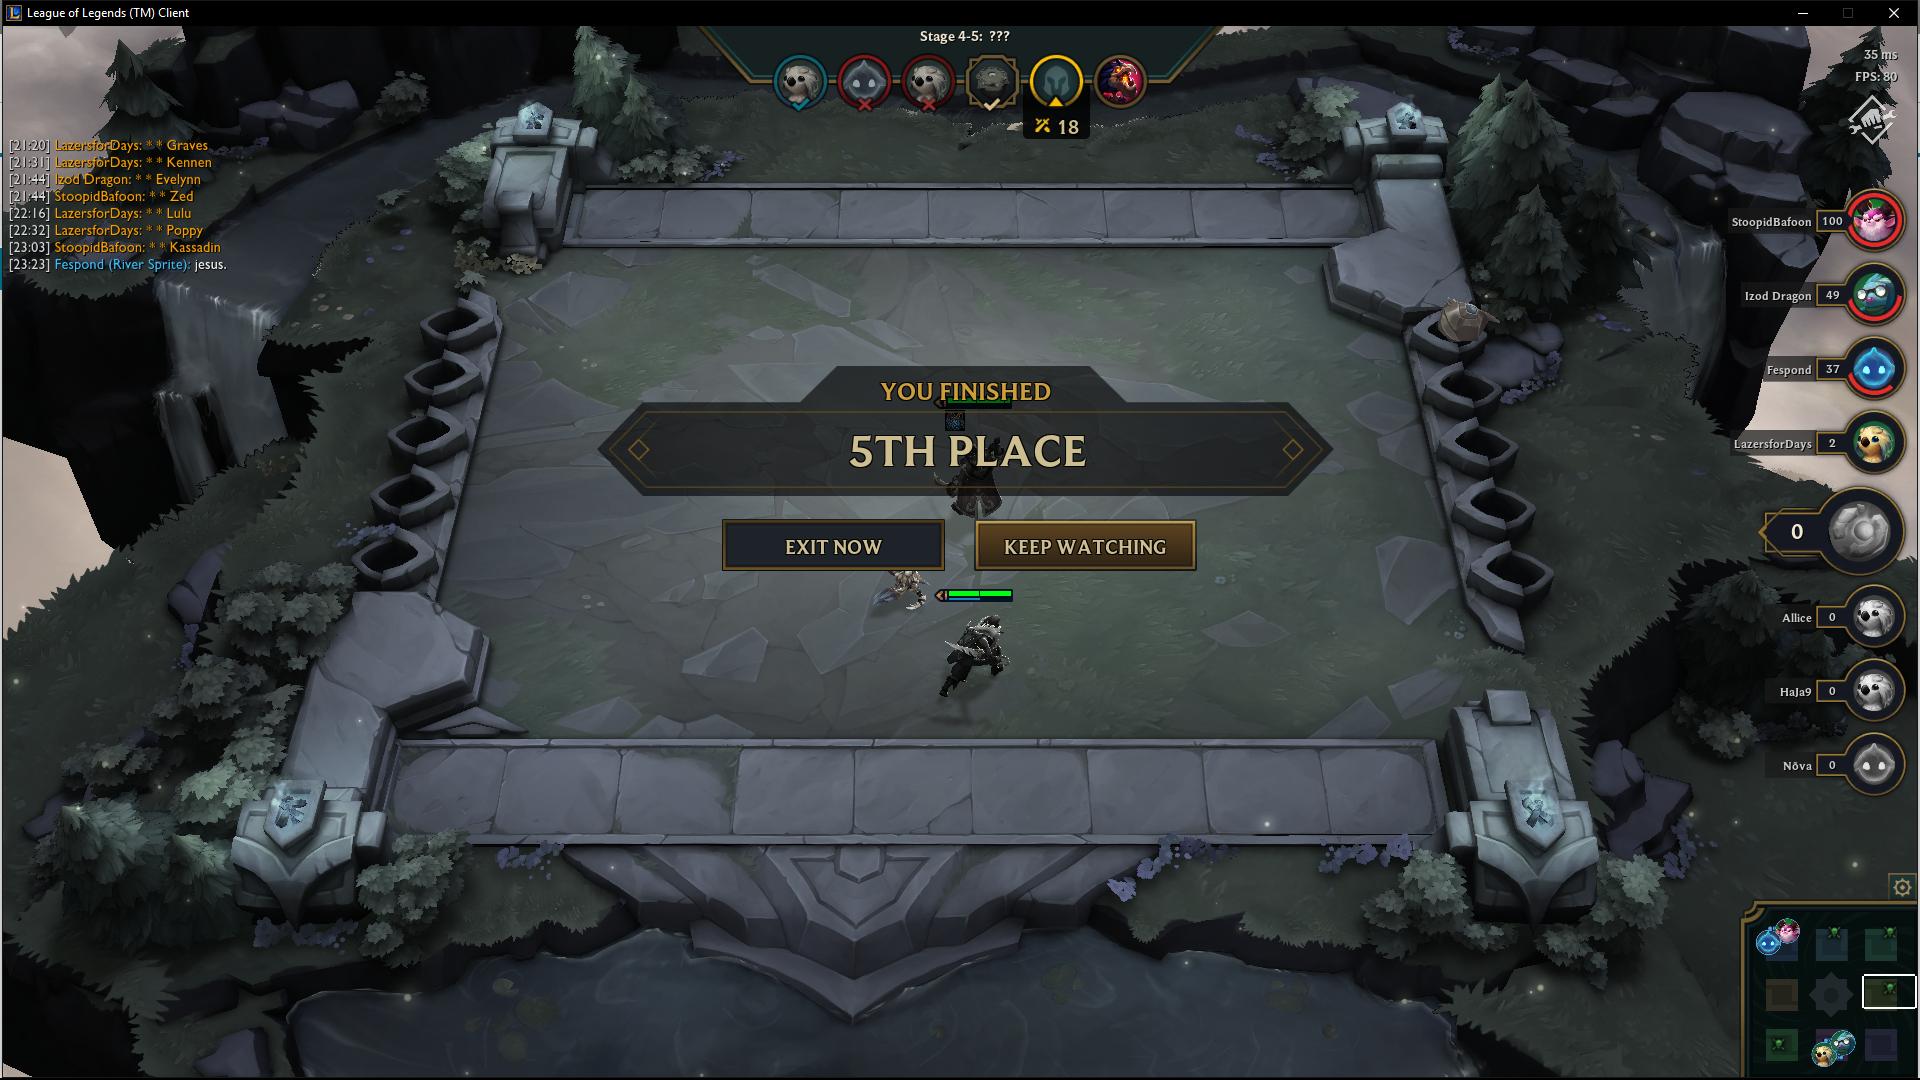 League of Legends (TM) Client
Stage 4-5: ???
18
35 ms
FPS: 80
[21:20] LazersforDays: * * Graves
[21:31] LazersforDays: * * Kennen
[21:44] Izod Dragon: * * Evelynn
[21:44] StoopidBafoon: * * Zed
[22:16] LazersforDays: * * Lulu
[22:32] LazersforDays: * * Poppy
[23:03] StoopidBafoon: * * Kassadin
[23:23] Fespond (River Sprite): jesus.
StoopidBafoon 100
Izod Dragon 49
Fespond 37
LazersforDays 2
0
Allice 0
HaJa9 0
Nōva 0
YOU FINISHED
5TH PLACE
EXIT NOW
KEEP WATCHING